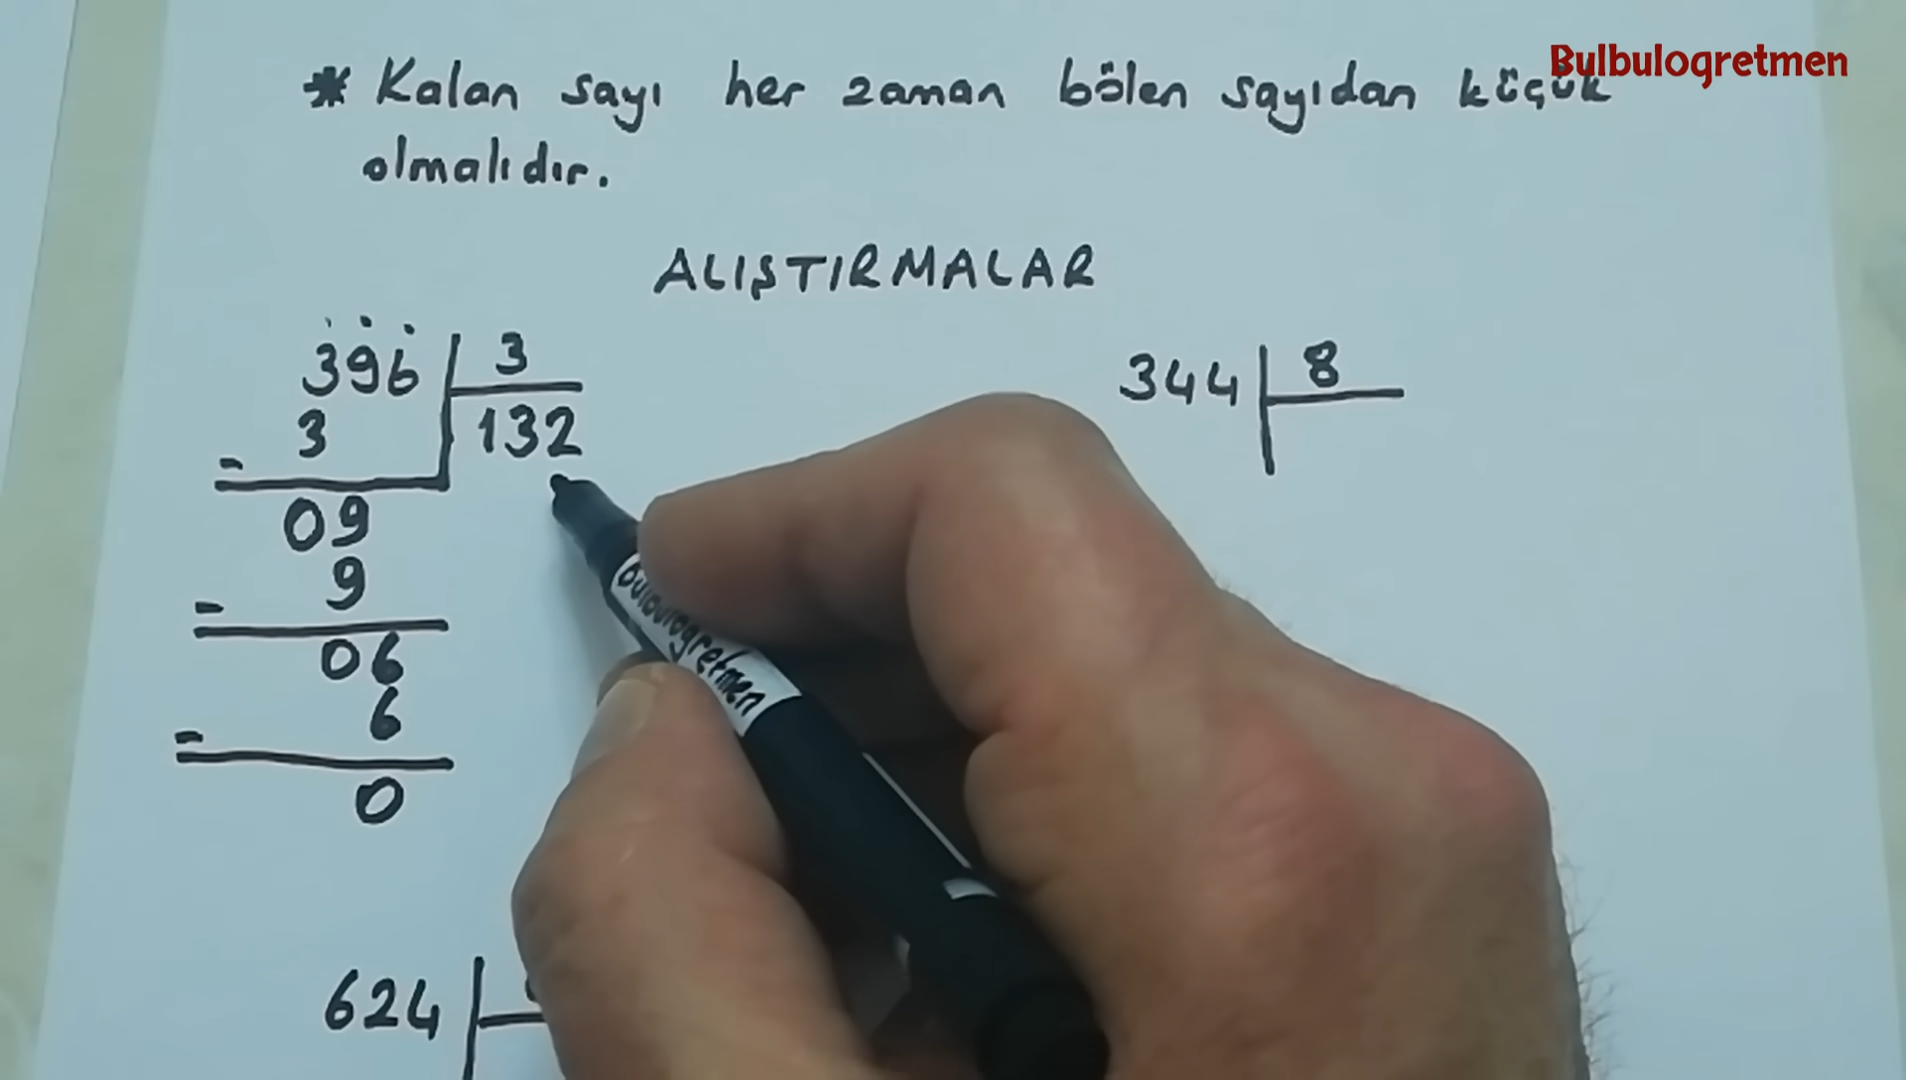 Bulbulogretmen
* Kalan sayı her zaman bölen sayıdan küçük
olmalıdır.
ALIŞTIRMALAR
396 3
3 132
-
09
9
-
06
6
-
0
344 8
bulbulogretmen
624